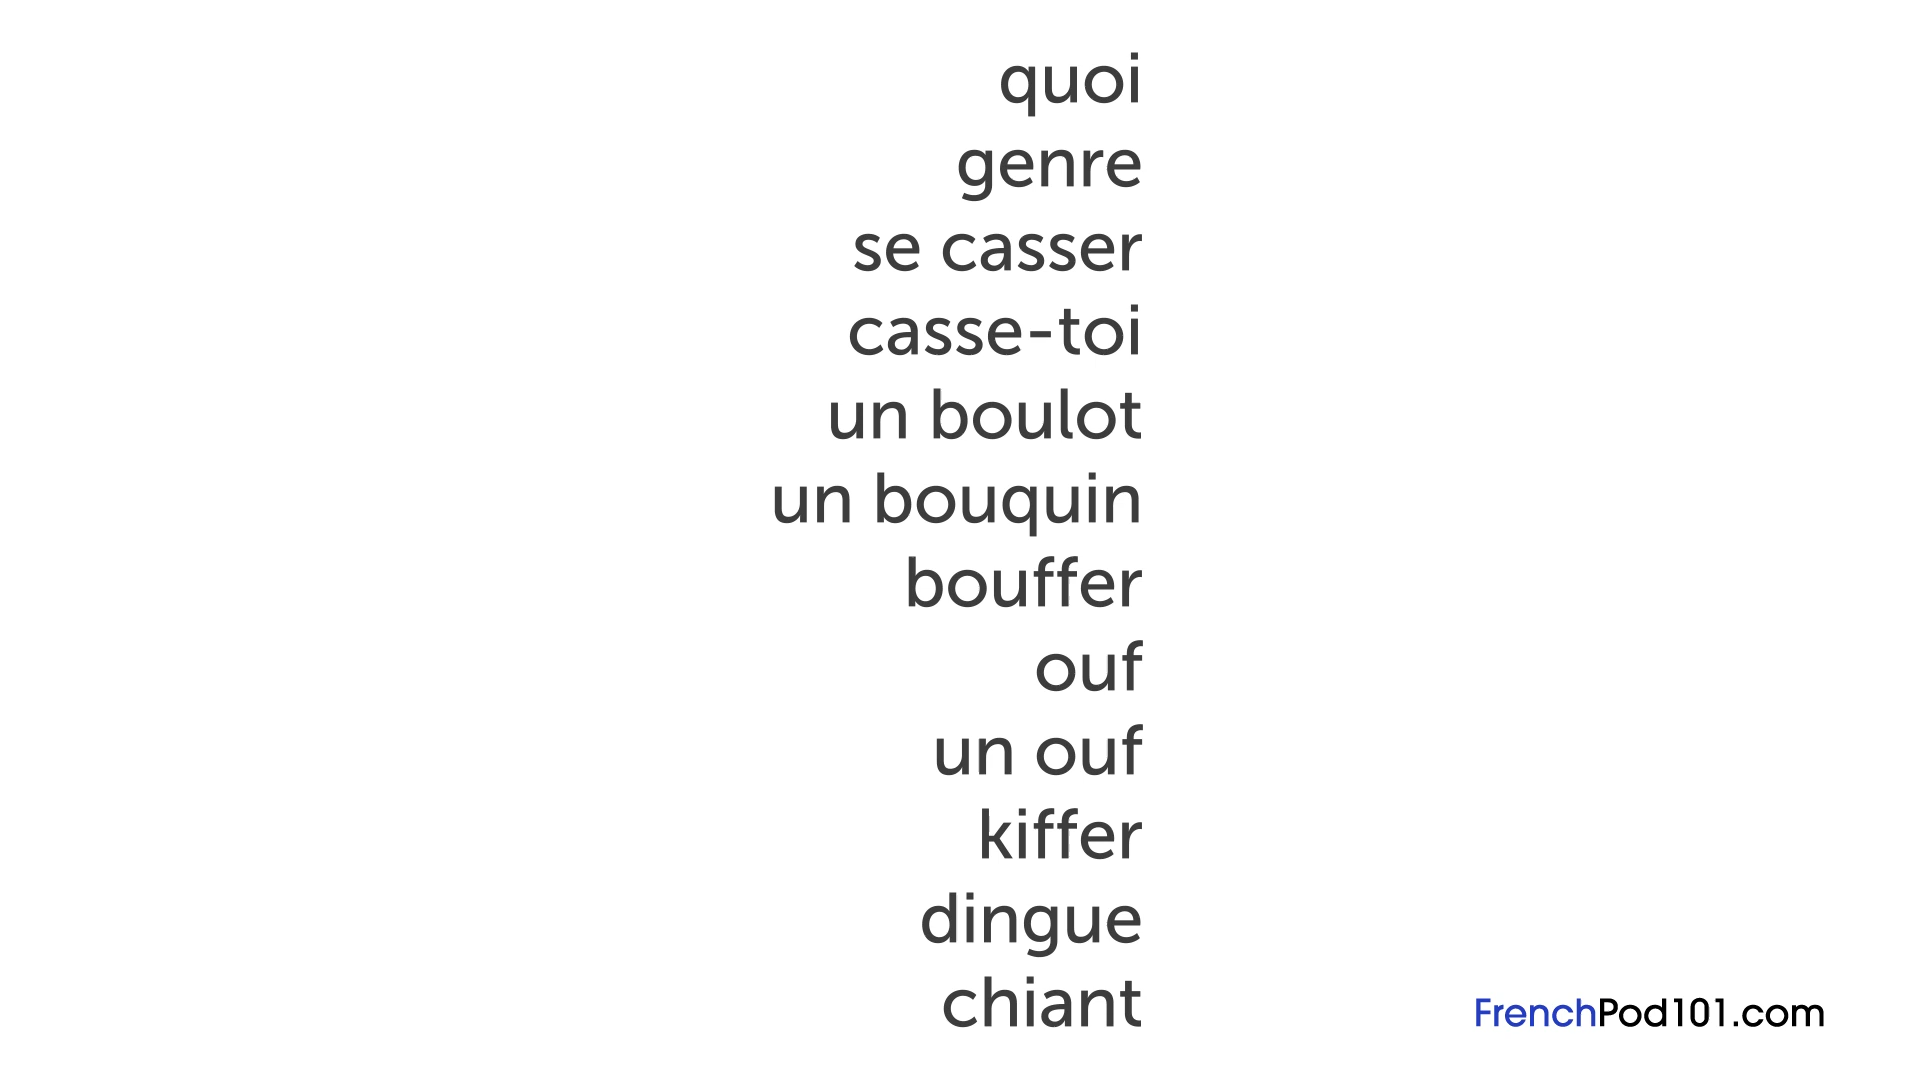 quoi
genre
se casser
casse-toi
un boulot
un bouquin
bouffer
ouf
un ouf
kiffer
dingue
chiant
FrenchPod101.com